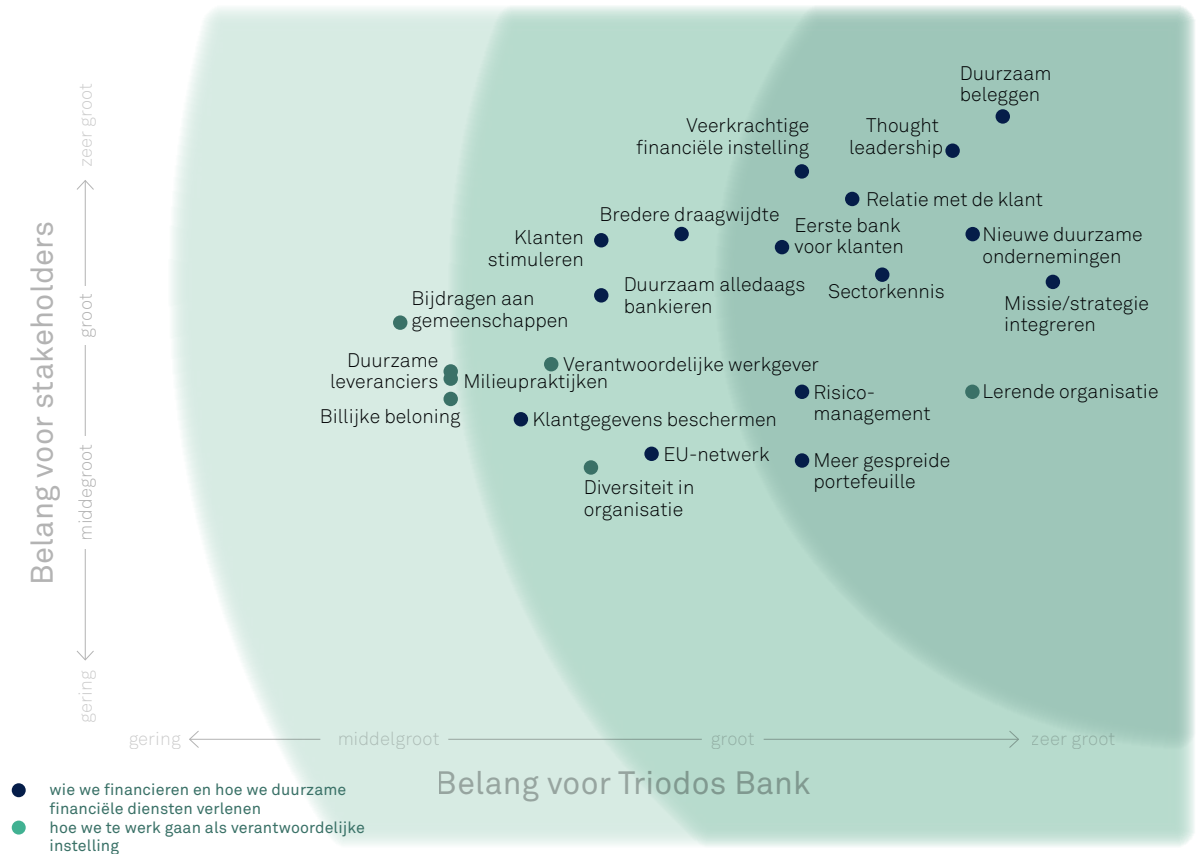 Duurzaam
beleggen
Veerkrachtige
financiële instelling
Thought
leadership
Relatie met de klant
Bredere draagwijdte
Eerste bank
voor klanten
Klanten
stimuleren
Nieuwe duurzame
ondernemingen
Duurzaam alledaags
bankieren
Sectorkennis
Missie/strategie
integreren
Bijdragen aan
gemeenschappen
Duurzame
leveranciers
Milieupraktijken
Verantwoordelijke werkgever
Billijke beloning
Risico-
management
Lerende organisatie
Klantgegevens beschermen
EU-netwerk
Meer gespreide
portefeuille
Diversiteit in
organisatie
Belang voor stakeholders
zeer groot
groot
middegroot
gering
gering
middelgroot
groot
zeer groot
Belang voor Triodos Bank
wie we financieren en hoe we duurzame
financiële diensten verlenen
hoe we te werk gaan als verantwoordelijke
instelling